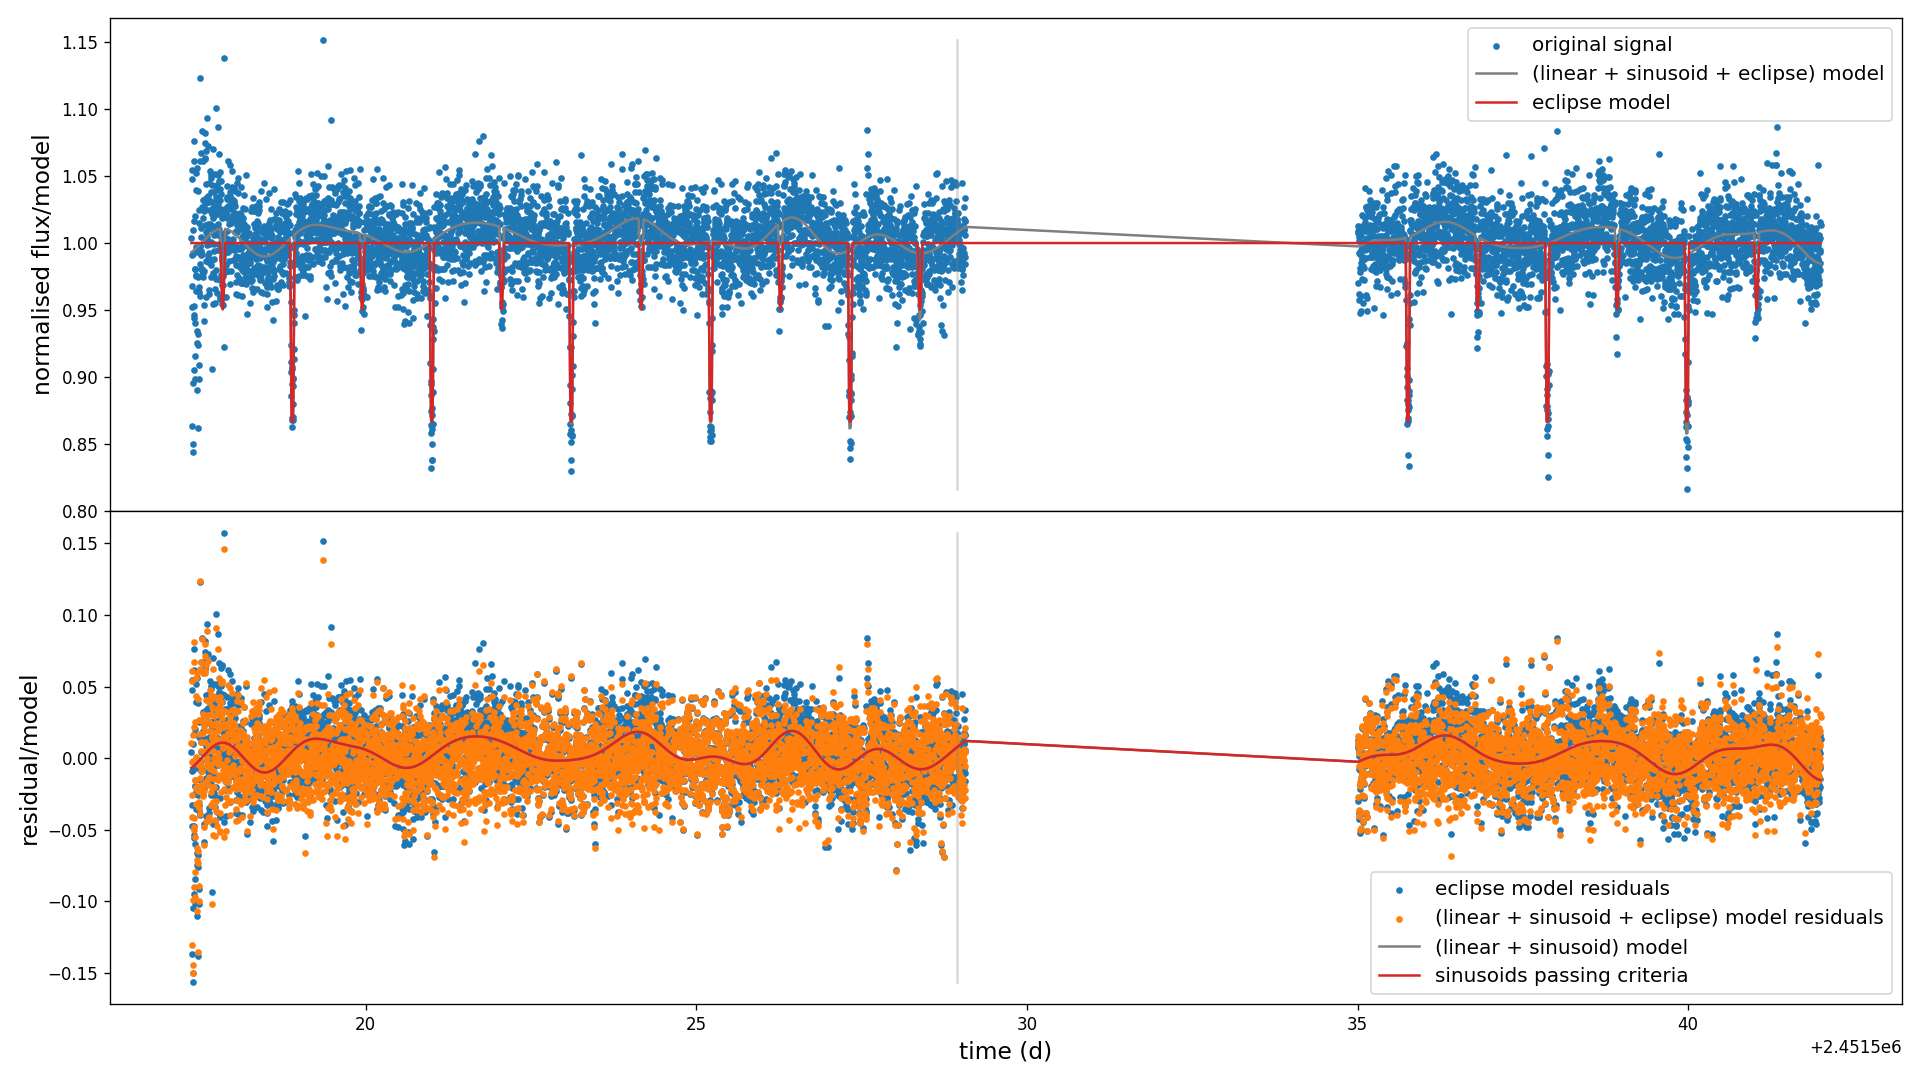 normalised flux/model
1.15
1.10
1.05
1.00
0.95
0.90
0.85
0.80
original signal
(linear + sinusoid + eclipse) model
eclipse model
residual/model
0.15
0.10
0.05
0.00
−0.05
−0.10
−0.15
eclipse model residuals
(linear + sinusoid + eclipse) model residuals
(linear + sinusoid) model
sinusoids passing criteria
20
25
30
35
40
time (d)
+2.4515e6